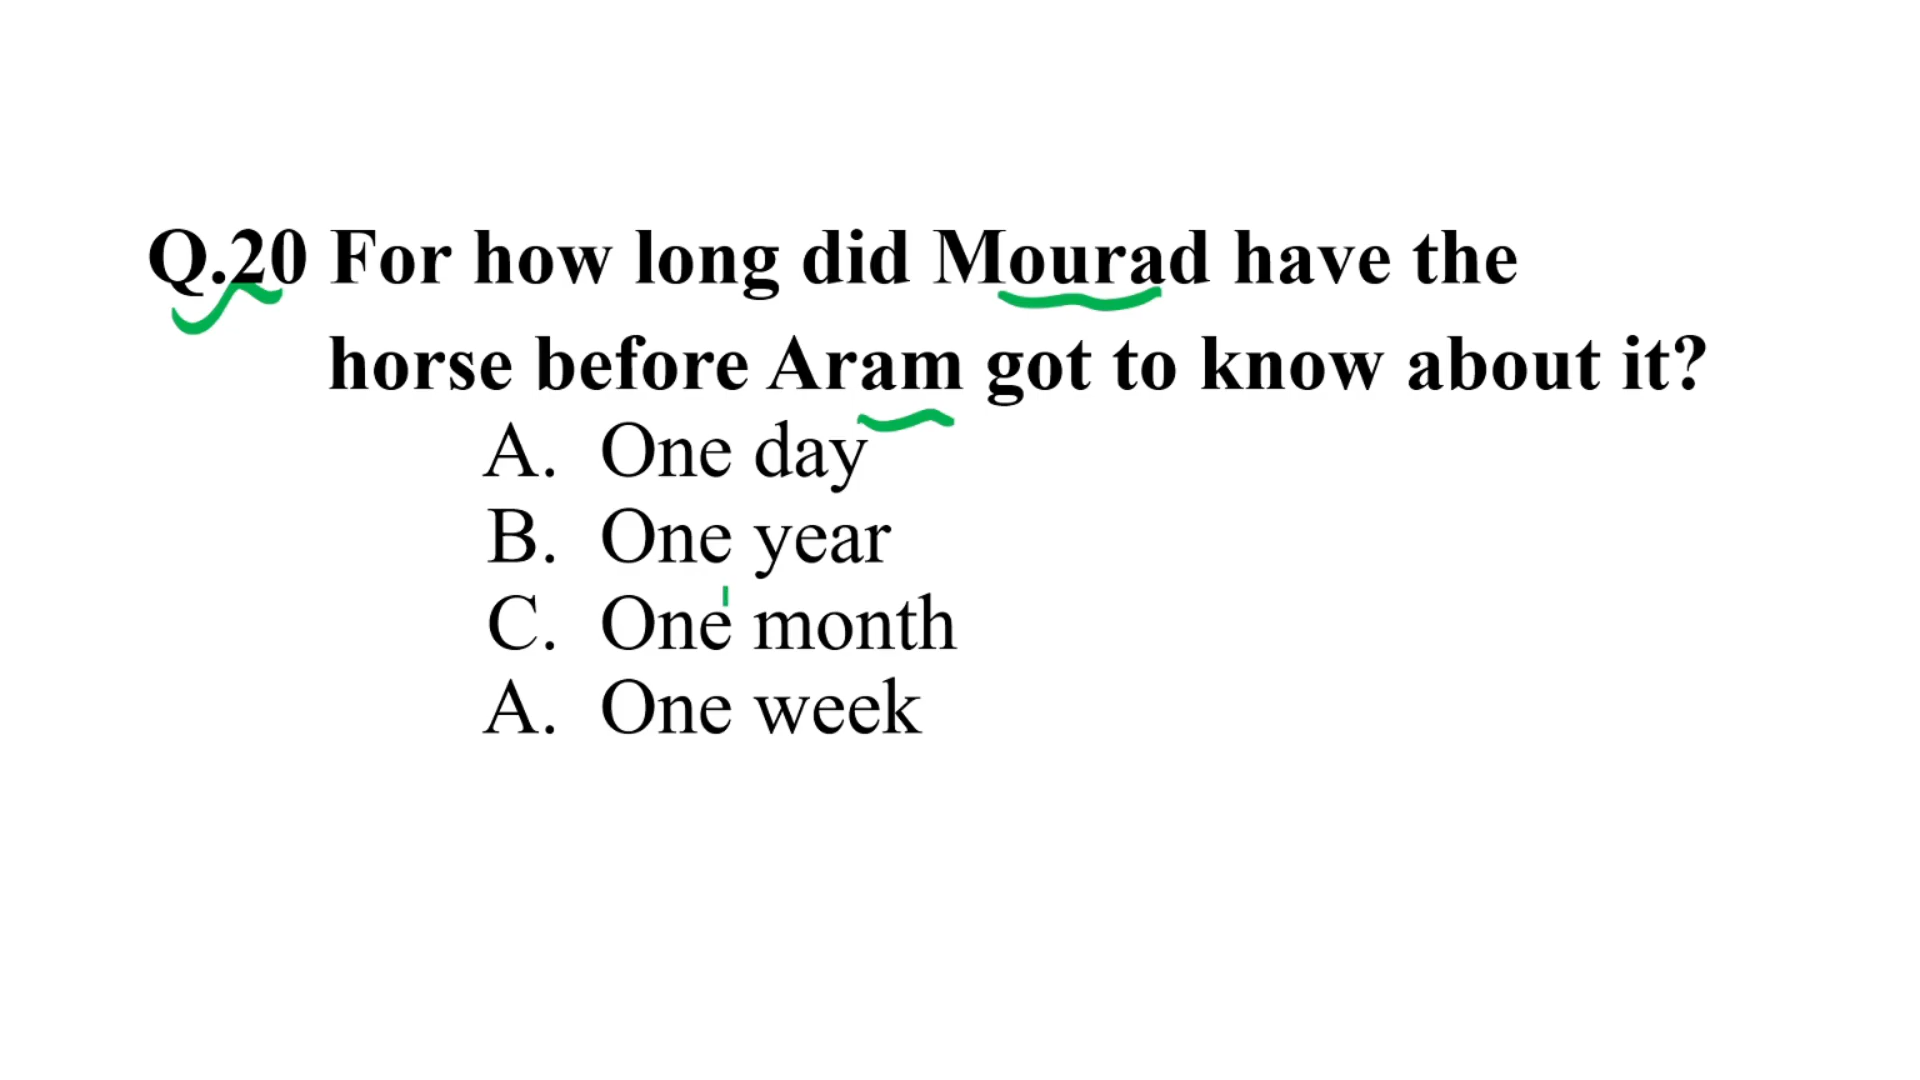 Q.20 For how long did Mourad have the
horse before Aram got to know about it?
A. One day
B. One year
C. One month
A. One week